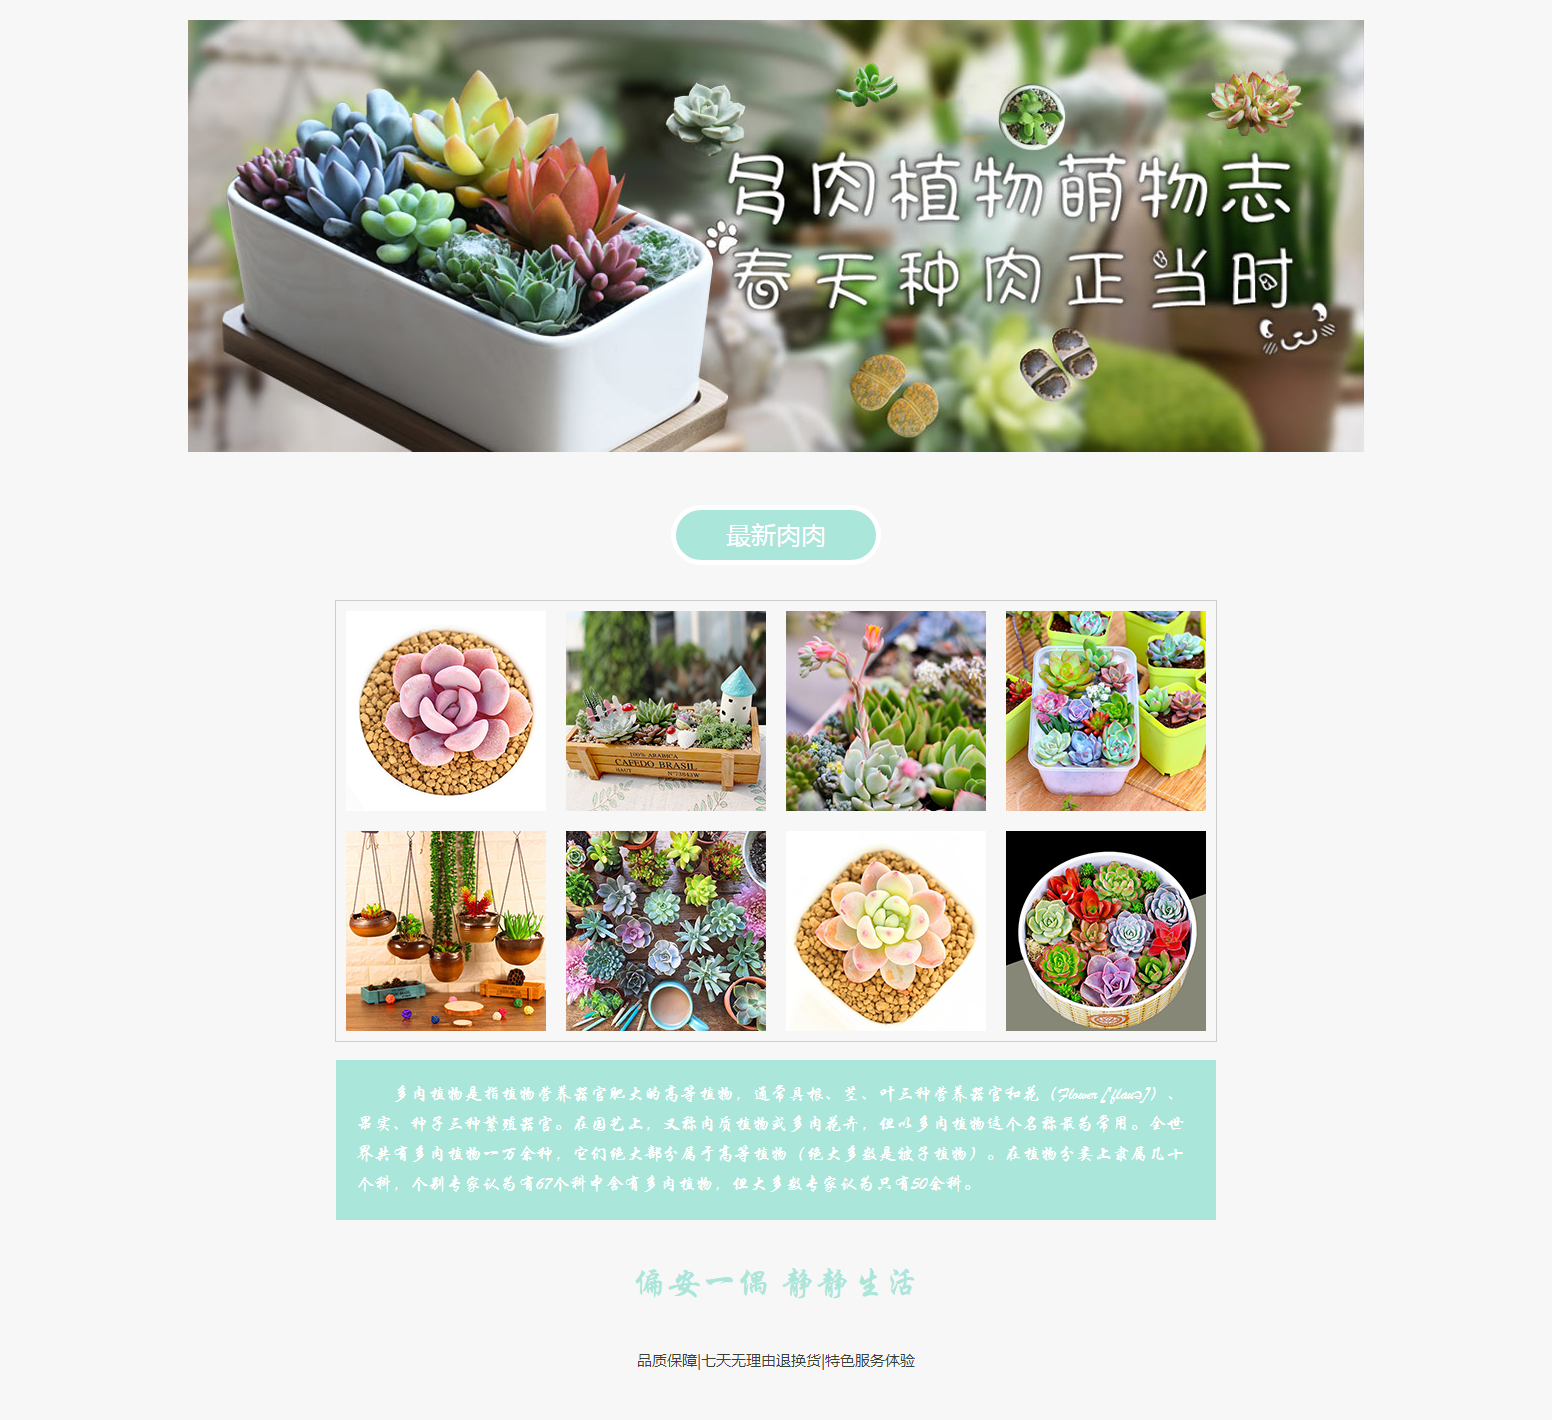 多肉植物萌物志
春天种肉正当时
最新肉肉
100% ARABICA
CAFEDO BRASIL
HAUT N°73843W
多肉植物是指植物营养器官肥大的高等植物，通常具根、茎、叶三种营养器官和花（Flower [flauə]）、
果实、种子三种繁殖器官。在园艺上，又称肉质植物或多肉花卉，但以多肉植物这个名称最为常用。全世
界共有多肉植物一万余种，它们绝大部分属于高等植物（绝大多数是被子植物）。在植物分类上隶属几十
个科，个别专家认为有67个科中含有多肉植物，但大多数专家认为只有50余科。
偏安一偶 静静生活
品质保障|七天无理由退换货|特色服务体验